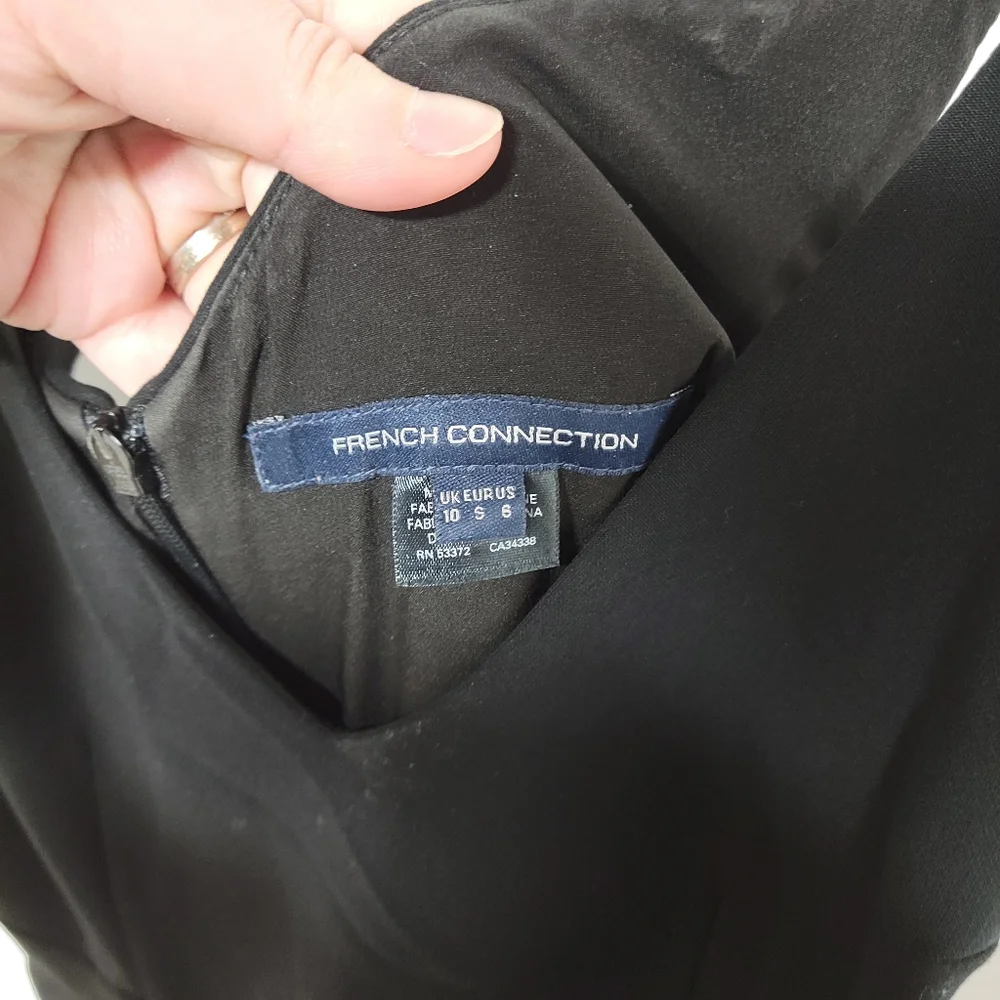 FRENCH CONNECTION
UK EUR US
10 S 6
RN 53372 CA34338